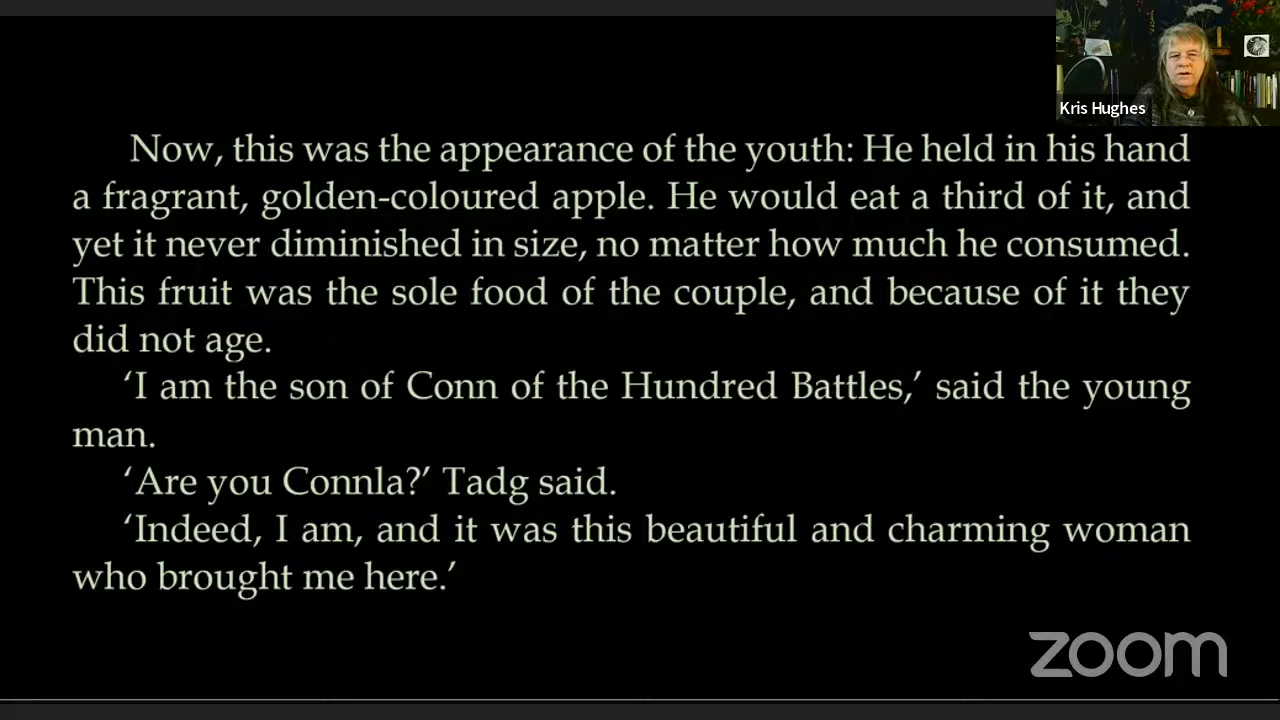 Kris Hughes
Now, this was the appearance of the youth: He held in his hand
a fragrant, golden-coloured apple. He would eat a third of it, and
yet it never diminished in size, no matter how much he consumed.
This fruit was the sole food of the couple, and because of it they
did not age.
‘I am the son of Conn of the Hundred Battles,’ said the young
man.
‘Are you Connla?’ Tadg said.
‘Indeed, I am, and it was this beautiful and charming woman
who brought me here.’
zoom